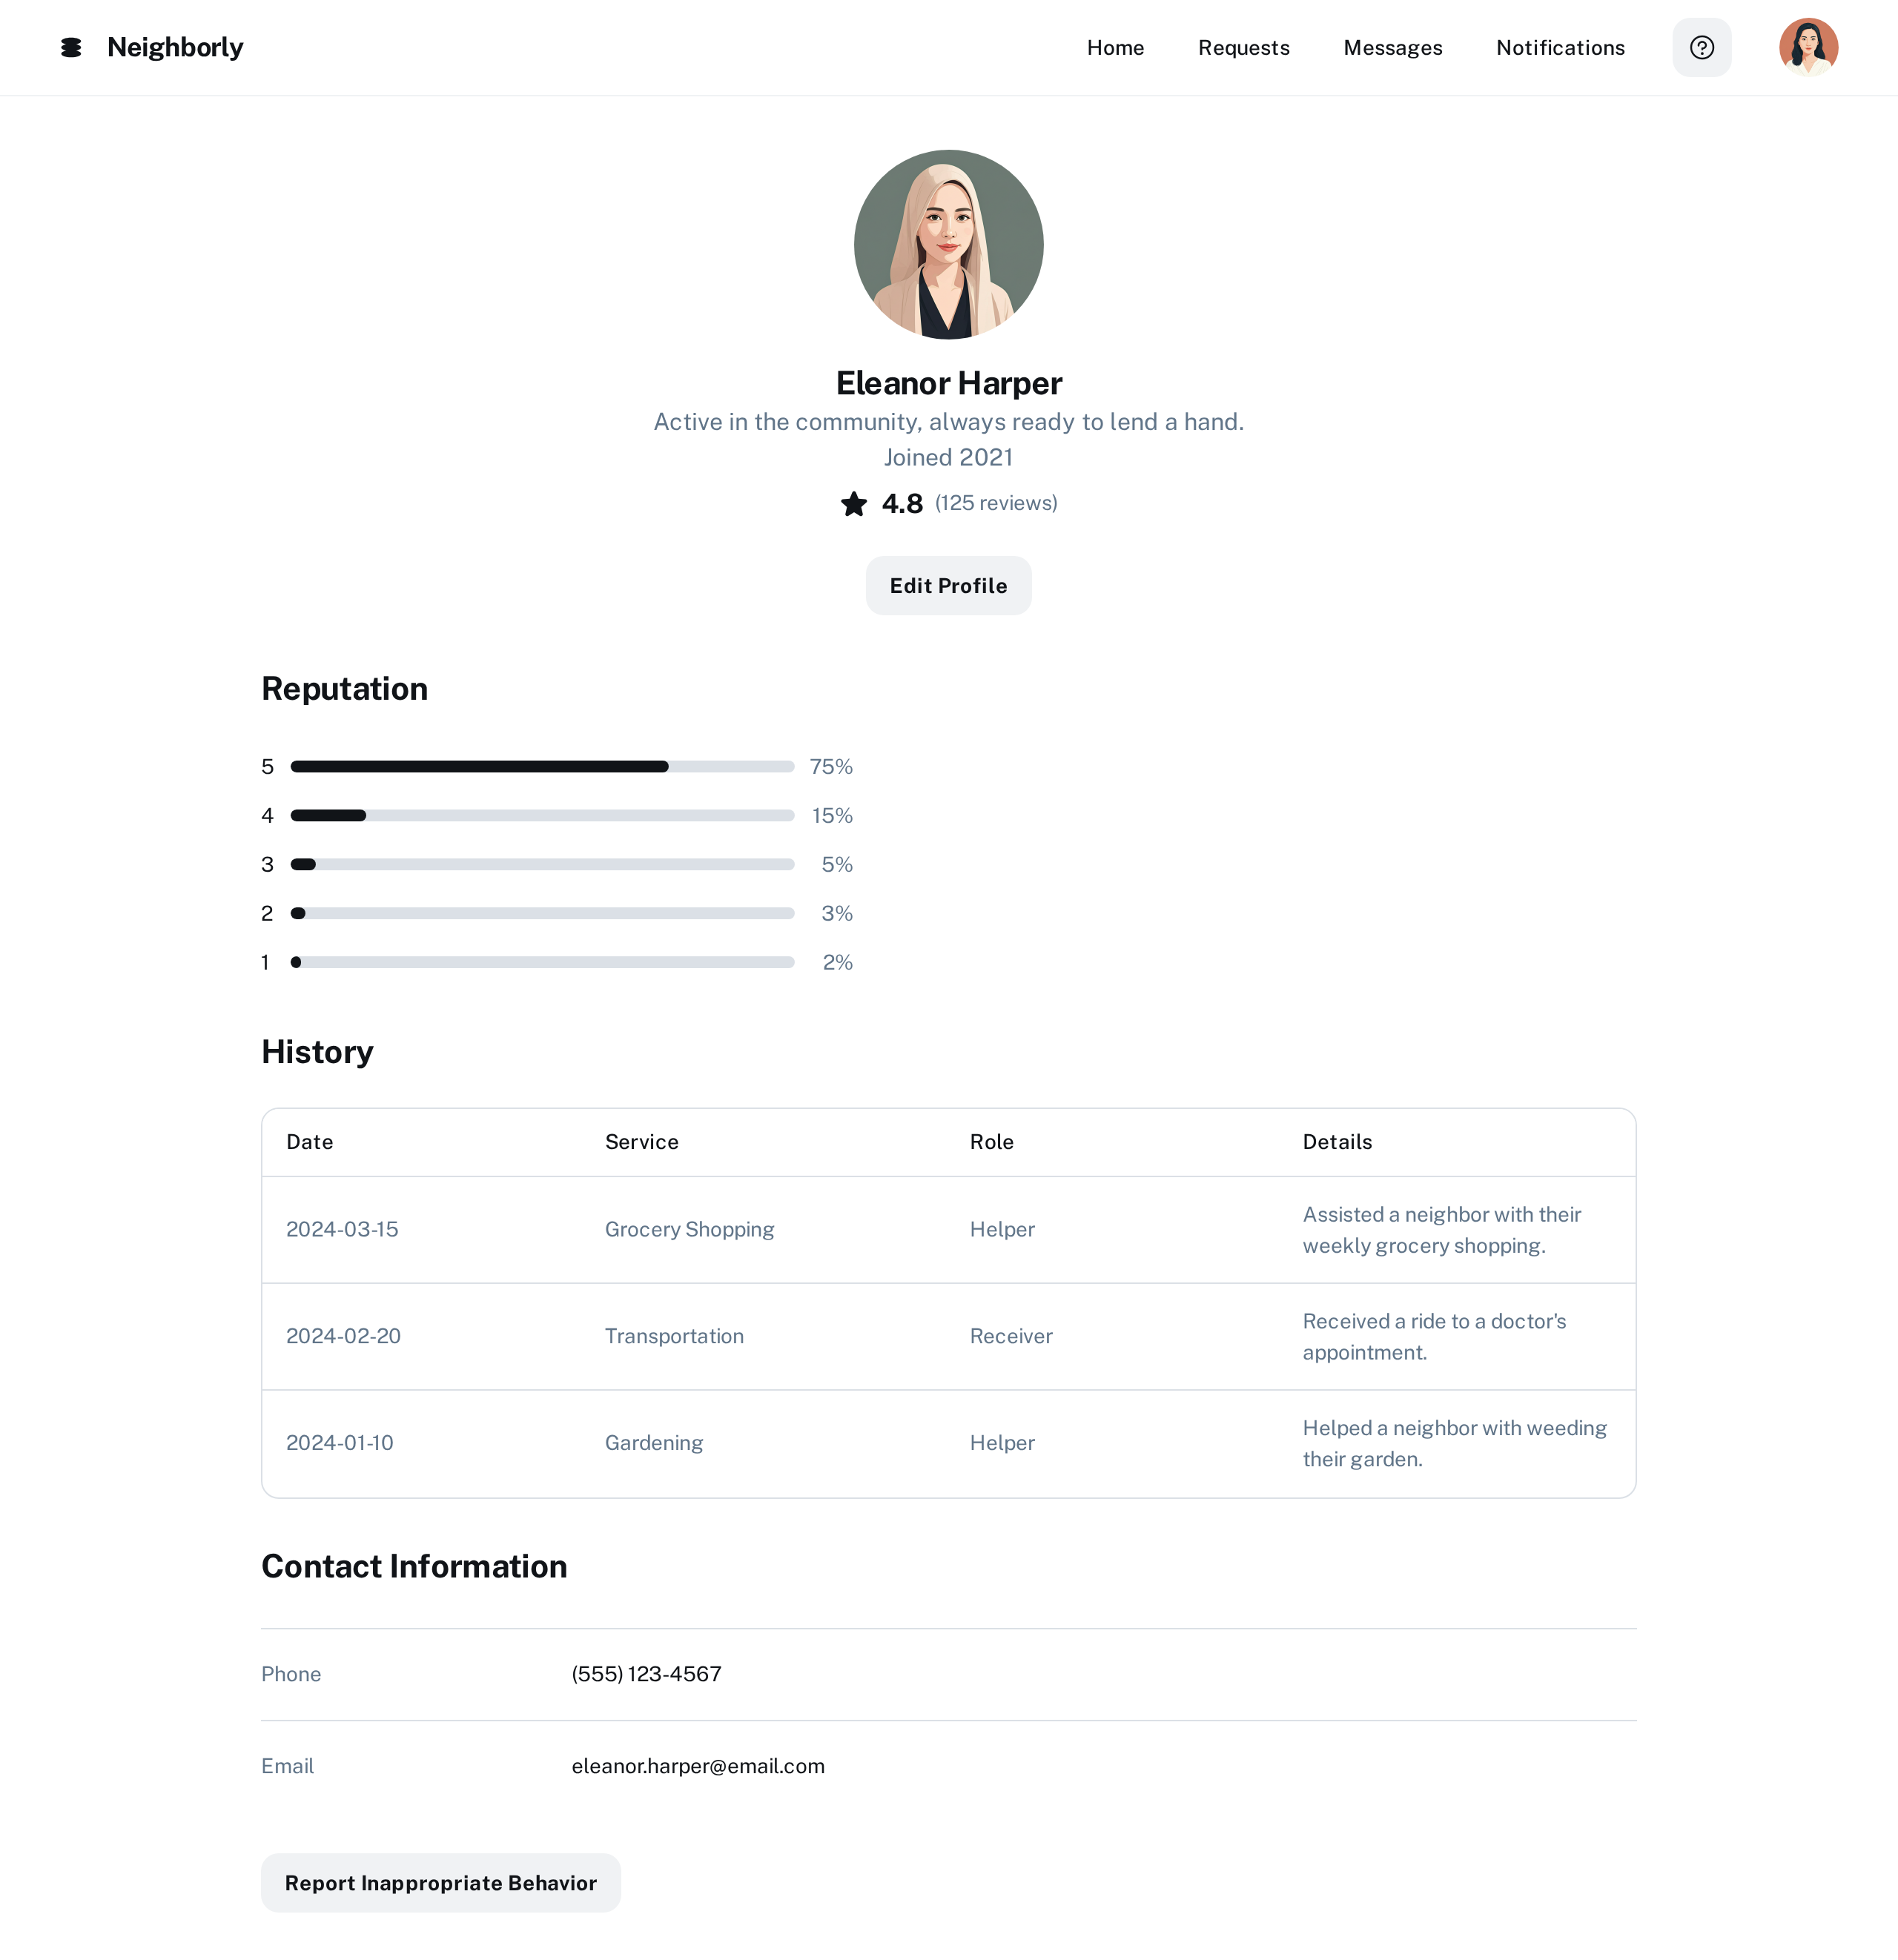 Neighborly
Home
Requests
Messages
Notifications
Eleanor Harper
Active in the community, always ready to lend a hand.
Joined 2021
4.8 (125 reviews)
Edit Profile
Reputation
5 75%
4 15%
3 5%
2 3%
1 2%
History
Date Service Role Details
2024-03-15 Grocery Shopping Helper Assisted a neighbor with their
weekly grocery shopping.
2024-02-20 Transportation Receiver Received a ride to a doctor's
appointment.
2024-01-10 Gardening Helper Helped a neighbor with weeding
their garden.
Contact Information
Phone (555) 123-4567
Email eleanor.harper@email.com
Report Inappropriate Behavior